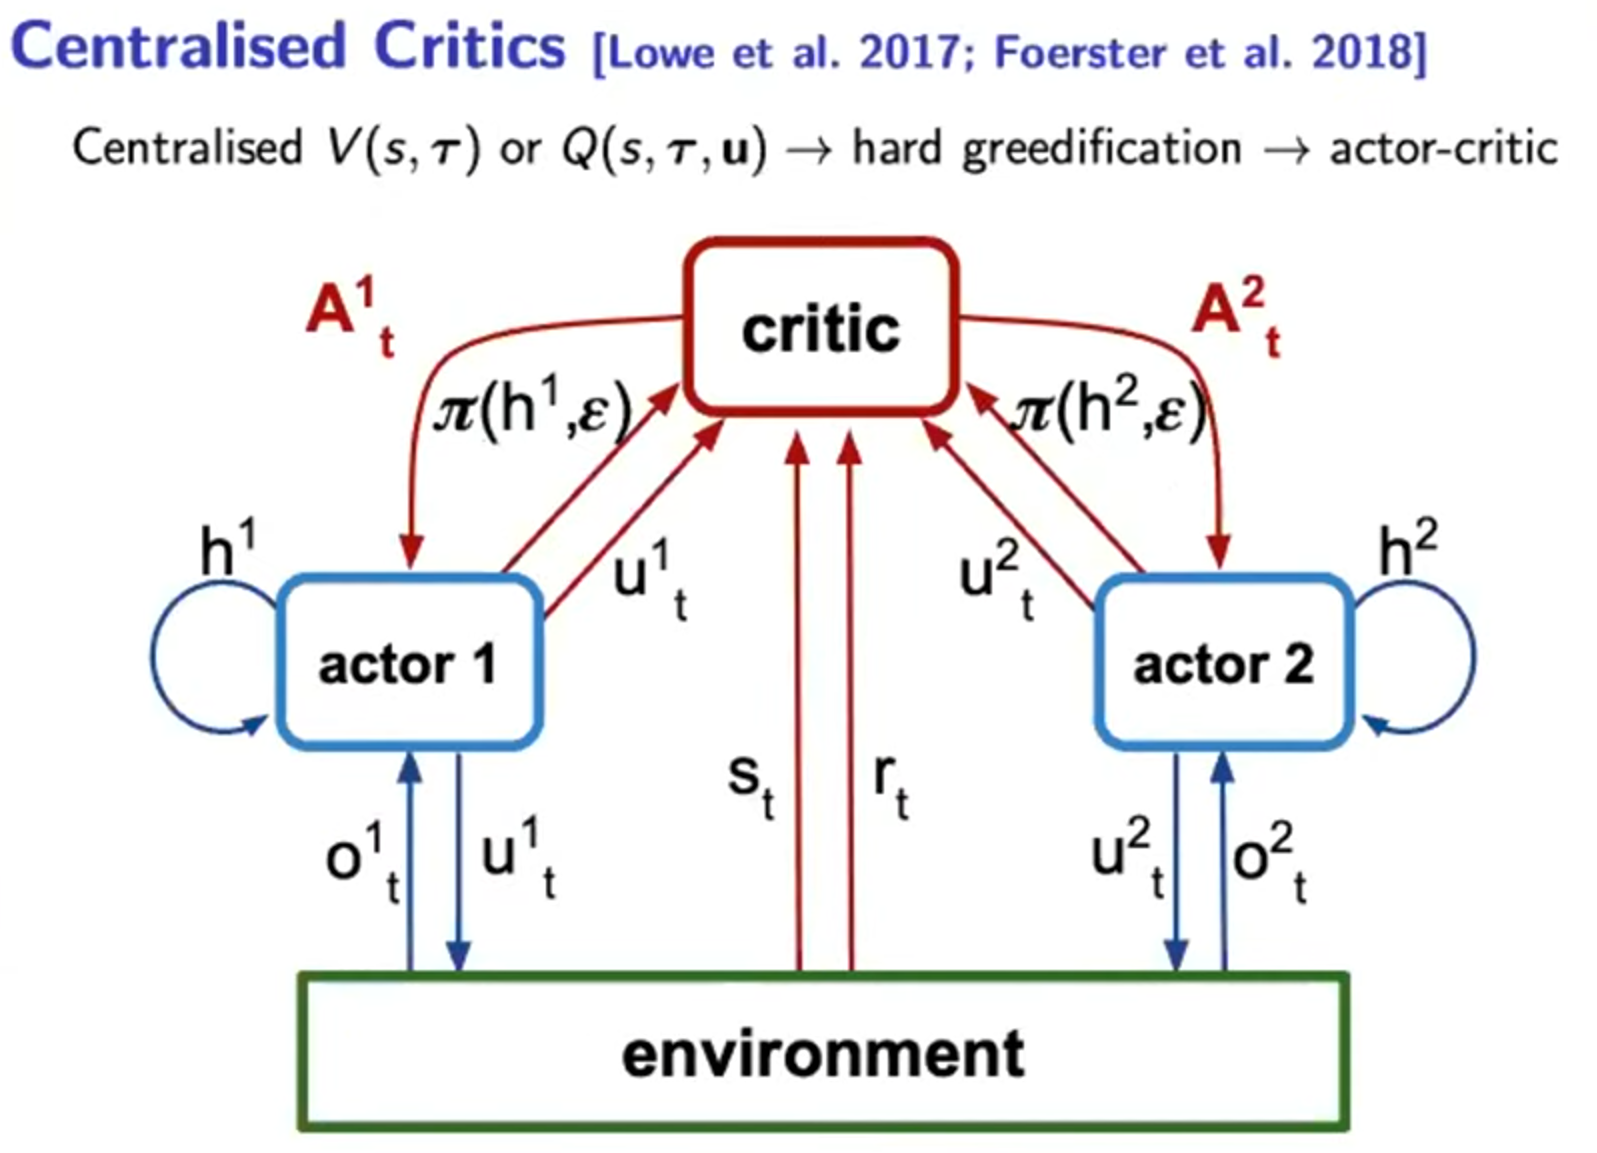 Centralised Critics [Lowe et al. 2017; Foerster et al. 2018]
Centralised V(s, τ) or Q(s, τ, u) → hard greedification → actor-critic
A¹ₜ
critic
A²ₜ
π(h¹,ε)
π(h²,ε)
h¹
u¹ₜ
u²ₜ
h²
actor 1
actor 2
sₜ
rₜ
o¹ₜ
u¹ₜ
u²ₜ
o²ₜ
environment